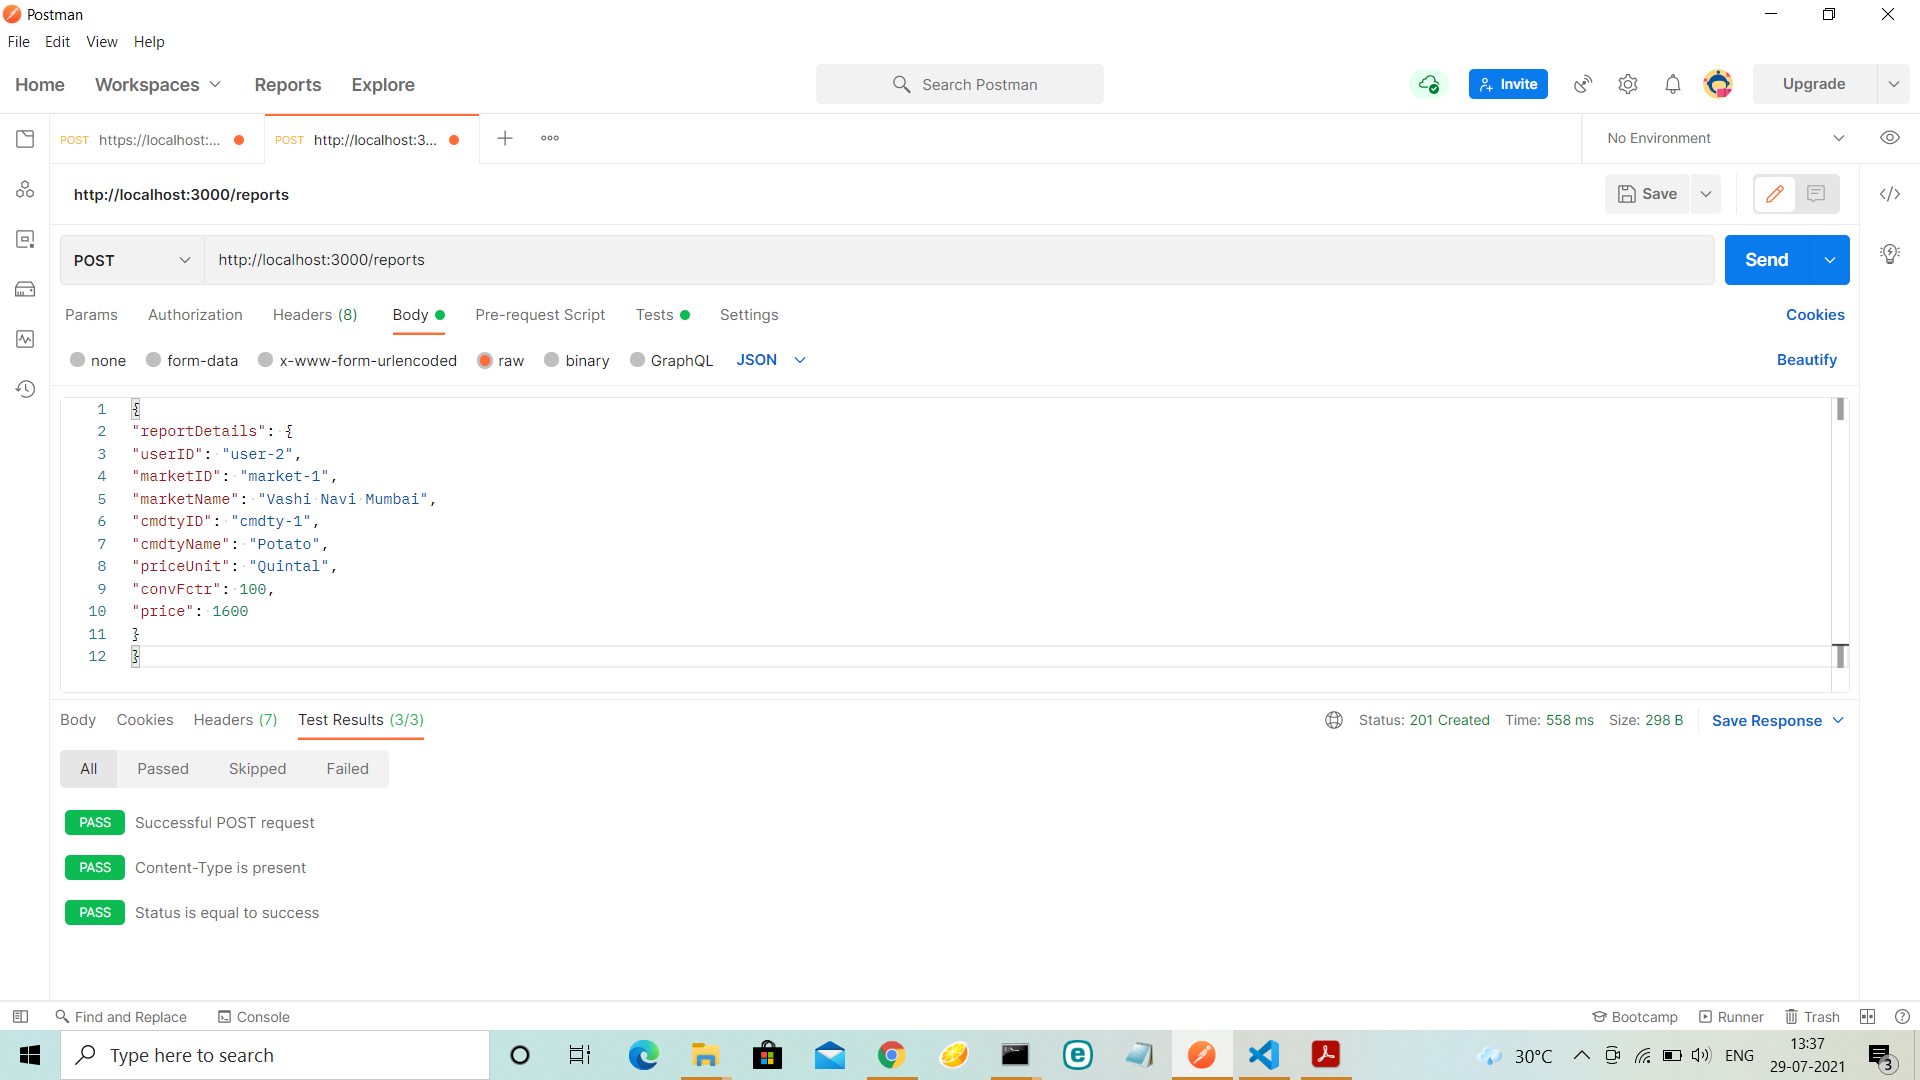 Postman
File Edit View Help
Home Workspaces Reports Explore Search Postman Invite Upgrade
POST https://localhost:... POST http://localhost:3... No Environment
http://localhost:3000/reports Save
POST http://localhost:3000/reports Send
Params Authorization Headers (8) Body Pre-request Script Tests Settings Cookies
none form-data x-www-form-urlencoded raw binary GraphQL JSON Beautify
1 {
2 "reportDetails": {
3 "userID": "user-2",
4 "marketID": "market-1",
5 "marketName": "Vashi Navi Mumbai",
6 "cmdtyID": "cmdty-1",
7 "cmdtyName": "Potato",
8 "priceUnit": "Quintal",
9 "convFctr": 100,
10 "price": 1600
11 }
12 }
Body Cookies Headers (7) Test Results (3/3) Status: 201 Created Time: 558 ms Size: 298 B Save Response
All Passed Skipped Failed
PASS Successful POST request
PASS Content-Type is present
PASS Status is equal to success
Find and Replace Console Bootcamp Runner Trash
Type here to search 30°C ENG 13:37
29-07-2021 3